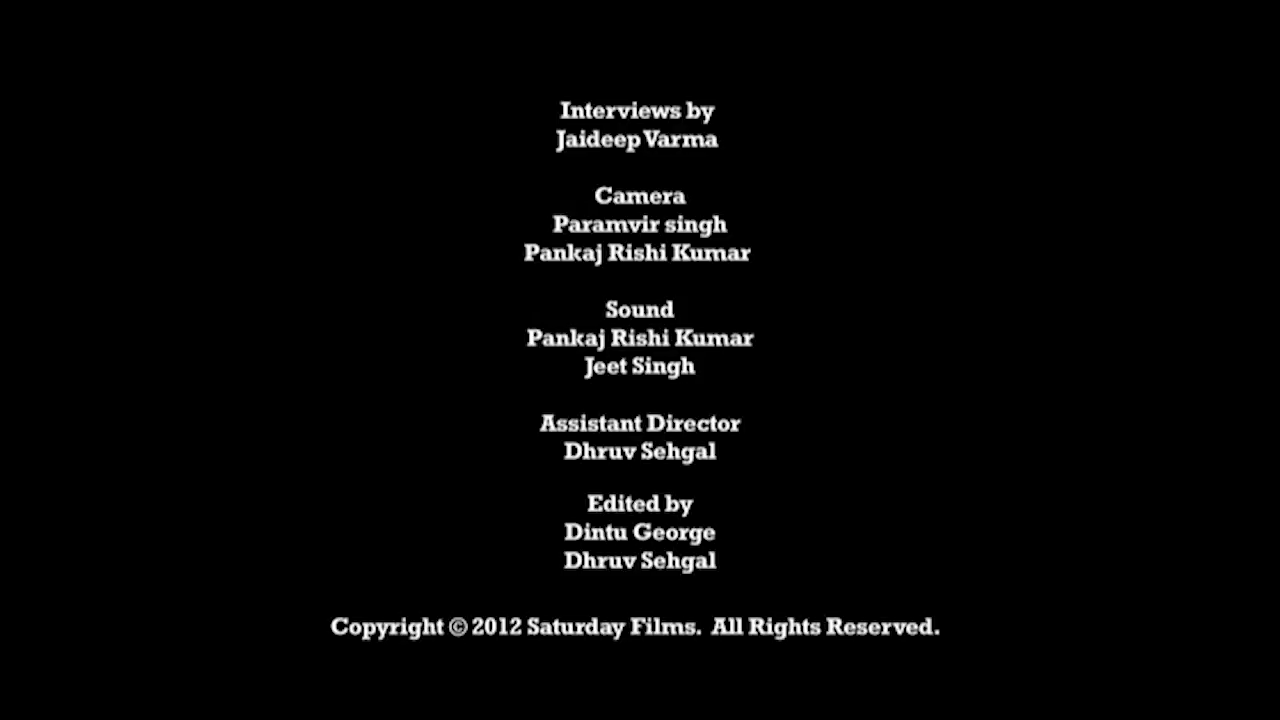 Interviews by
Jaideep Varma
Camera
Paramvir singh
Pankaj Rishi Kumar
Sound
Pankaj Rishi Kumar
Jeet Singh
Assistant Director
Dhruv Sehgal
Edited by
Dintu George
Dhruv Sehgal
Copyright © 2012 Saturday Films.  All Rights Reserved.